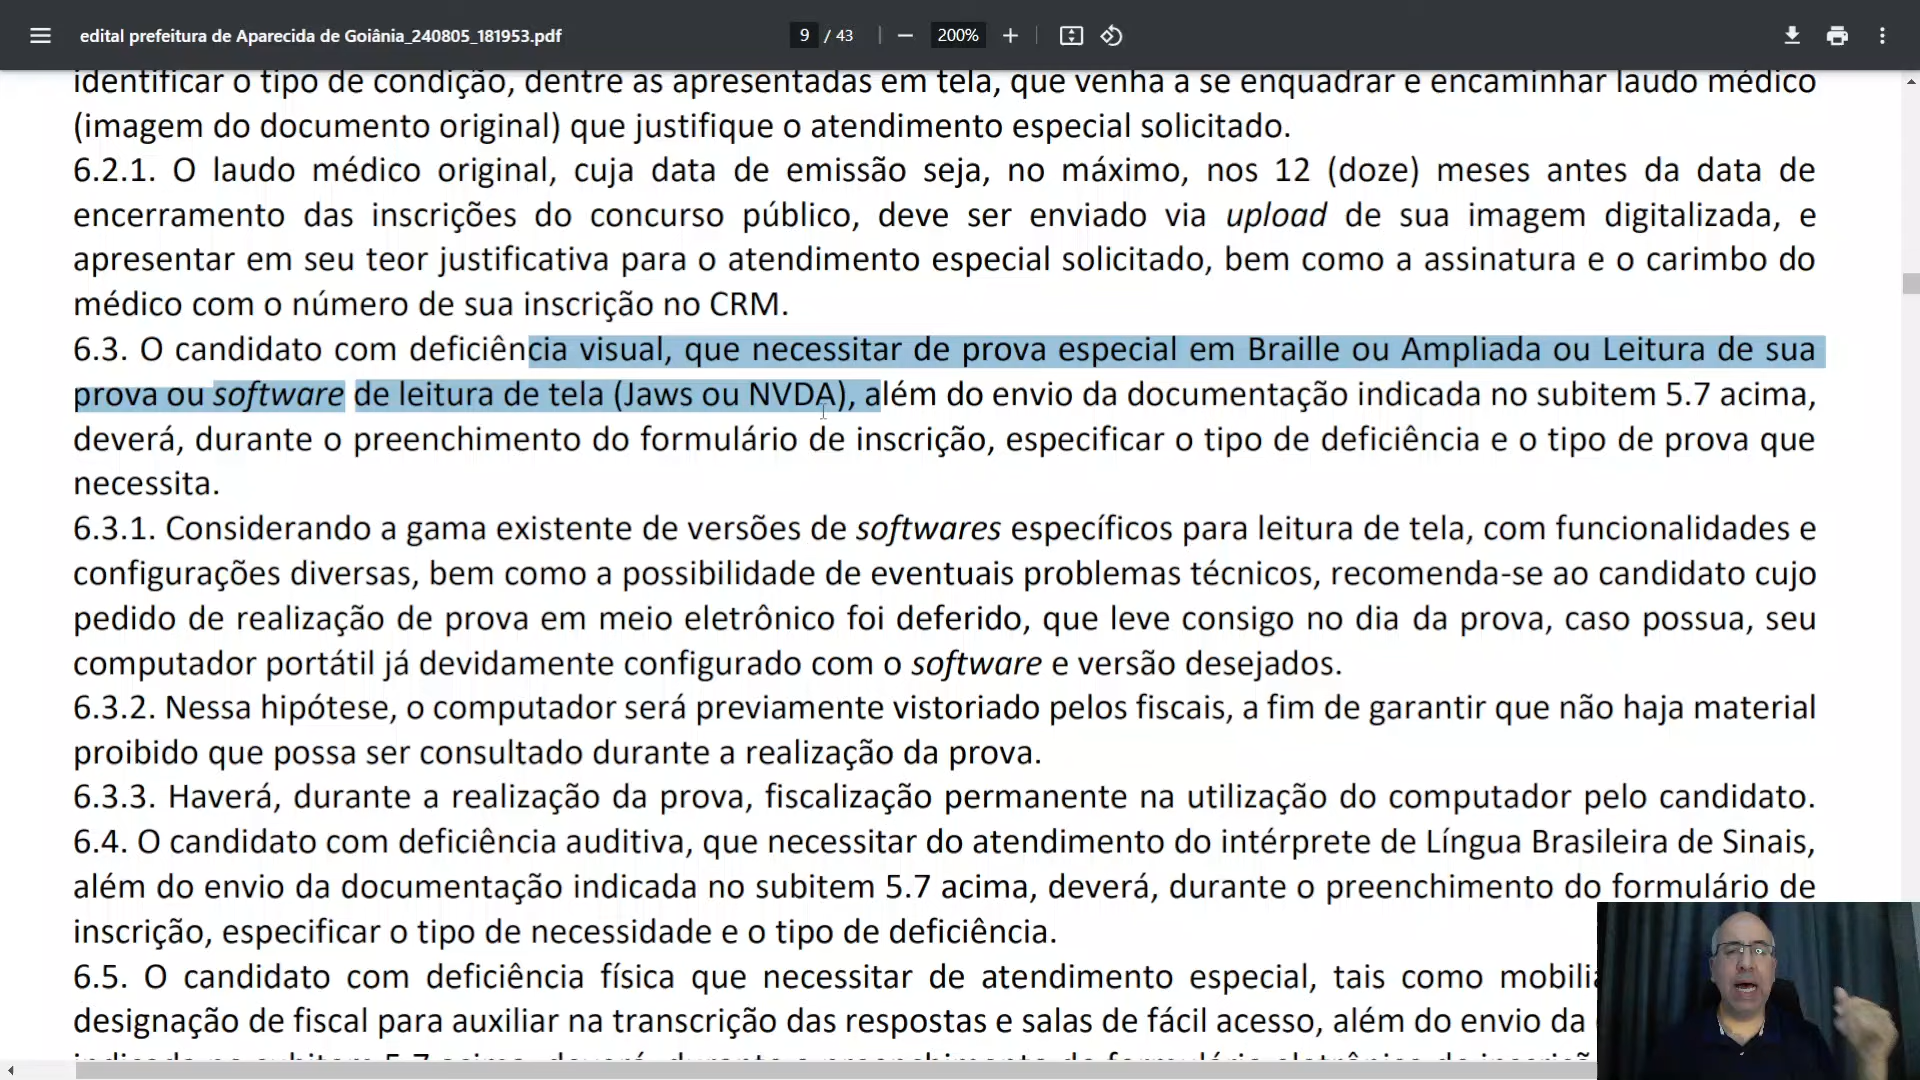 edital prefeitura de Aparecida de Goiânia_240805_181953.pdf
9 / 43
200%
identificar o tipo de condição, dentre as apresentadas em tela, que venha a se enquadrar e encaminhar laudo médico
(imagem do documento original) que justifique o atendimento especial solicitado.
6.2.1. O laudo médico original, cuja data de emissão seja, no máximo, nos 12 (doze) meses antes da data de
encerramento das inscrições do concurso público, deve ser enviado via upload de sua imagem digitalizada, e
apresentar em seu teor justificativa para o atendimento especial solicitado, bem como a assinatura e o carimbo do
médico com o número de sua inscrição no CRM.
6.3. O candidato com deficiência visual, que necessitar de prova especial em Braille ou Ampliada ou Leitura de sua
prova ou software de leitura de tela (Jaws ou NVDA), além do envio da documentação indicada no subitem 5.7 acima,
deverá, durante o preenchimento do formulário de inscrição, especificar o tipo de deficiência e o tipo de prova que
necessita.
6.3.1. Considerando a gama existente de versões de softwares específicos para leitura de tela, com funcionalidades e
configurações diversas, bem como a possibilidade de eventuais problemas técnicos, recomenda-se ao candidato cujo
pedido de realização de prova em meio eletrônico foi deferido, que leve consigo no dia da prova, caso possua, seu
computador portátil já devidamente configurado com o software e versão desejados.
6.3.2. Nessa hipótese, o computador será previamente vistoriado pelos fiscais, a fim de garantir que não haja material
proibido que possa ser consultado durante a realização da prova.
6.3.3. Haverá, durante a realização da prova, fiscalização permanente na utilização do computador pelo candidato.
6.4. O candidato com deficiência auditiva, que necessitar do atendimento do intérprete de Língua Brasileira de Sinais,
além do envio da documentação indicada no subitem 5.7 acima, deverá, durante o preenchimento do formulário de
inscrição, especificar o tipo de necessidade e o tipo de deficiência.
6.5. O candidato com deficiência física que necessitar de atendimento especial, tais como
designação de fiscal para auxiliar na transcrição das respostas e salas de fácil acesso, além do envio da